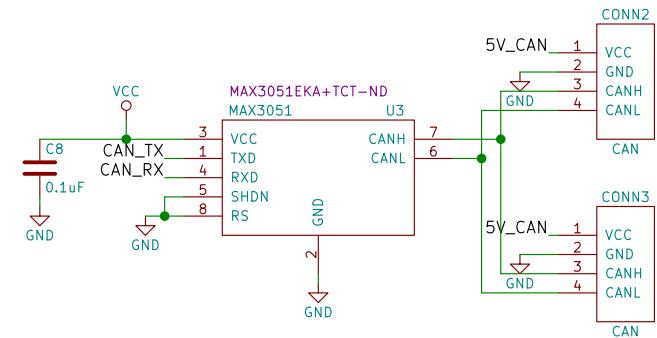 CONN2
5V_CAN
1 VCC
2 GND
3 CANH
4 CANL
GND
CAN
VCC
MAX3051EKA+TCT-ND
MAX3051 U3
3 VCC CANH 7
CAN_TX 1 TXD CANL 6
CAN_RX 4 RXD
5 SHDN
8 RS
GND
2
GND
C8
0.1uF
GND
GND
CONN3
5V_CAN
1 VCC
2 GND
3 CANH
4 CANL
GND
CAN